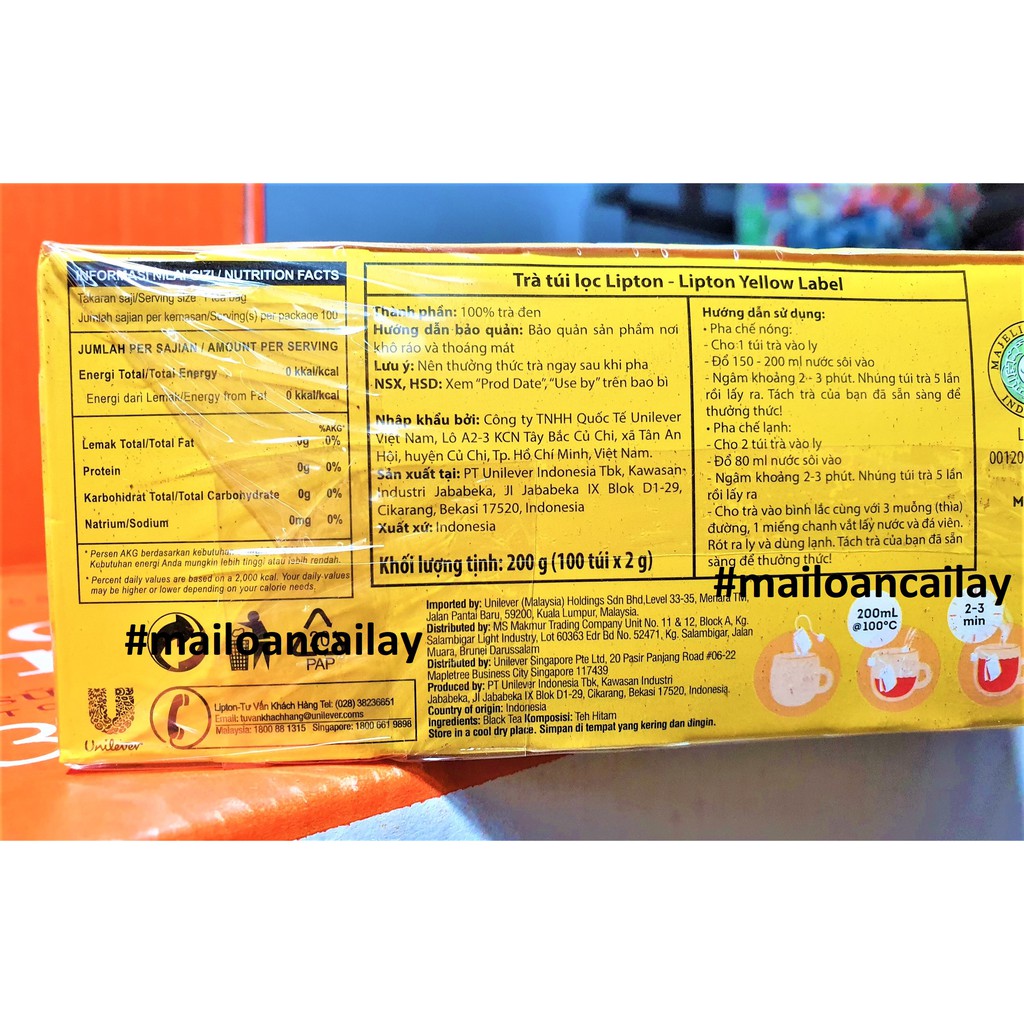 INFORMASI NILAI GIZI / NUTRITION FACTS
Takaran saji/Serving size : 1 tea bag
Jumlah sajian per kemasan/Serving(s) per package 100
JUMLAH PER SAJIAN / AMOUNT PER SERVING
Energi Total/Total Energy 0 kkal/kcal
Energi dari Lemak/Energy from Fat 0 kkal/kcal
%AKG*
Lemak Total/Total Fat 0g 0%
Protein 0g 0%
Karbohidrat Total/Total Carbohydrate 0g 0%
Natrium/Sodium 0mg 0%
* Persen AKG berdasarkan kebutuhan
Kebutuhan energi Anda mungkin lebih tinggi atau lebih rendah.
* Percent daily values are based on a 2,000 kcal. Your daily values
may be higher or lower depending on your calorie needs.
#mailoancailay
PAP
Unilever
Lipton-Tư Vấn Khách Hàng Tel: (028) 38236651
Email: tuvankhachhang@unilever.coms
Malaysia: 1800 88 1315 Singapore: 1800 661 9898
Trà túi lọc Lipton - Lipton Yellow Label
Thành phần: 100% trà đen
Hướng dẫn bảo quản: Bảo quản sản phẩm nơi
khô ráo và thoáng mát
Lưu ý: Nên thưởng thức trà ngay sau khi pha
NSX, HSD: Xem "Prod Date", "Use by" trên bao bì
Nhập khẩu bởi: Công ty TNHH Quốc Tế Unilever
Việt Nam, Lô A2-3 KCN Tây Bắc Củ Chi, xã Tân An
Hội, huyện Củ Chi, Tp. Hồ Chí Minh, Việt Nam.
Sản xuất tại: PT Unilever Indonesia Tbk, Kawasan
Industri Jababeka, Jl Jababeka IX Blok D1-29,
Cikarang, Bekasi 17520, Indonesia
Xuất xứ: Indonesia
Khối lượng tịnh: 200 g (100 túi x 2 g)
Hướng dẫn sử dụng:
• Pha chế nóng:
- Cho 1 túi trà vào ly
- Đổ 150 - 200 ml nước sôi vào
- Ngâm khoảng 2 - 3 phút. Nhúng túi trà 5 lần
rồi lấy ra. Tách trà của bạn đã sẵn sàng để
thưởng thức!
• Pha chế lạnh:
- Cho 2 túi trà vào ly
- Đổ 80 ml nước sôi vào
- Ngâm khoảng 2-3 phút. Nhúng túi trà 5 lần
rồi lấy ra
- Cho trà vào bình lắc cùng với 3 muỗng (thìa)
đường, 1 miếng chanh vắt lấy nước và đá viên.
Rót ra ly và dùng lạnh. Tách trà của bạn đã sẵn
sàng để thưởng thức!
#mailoancailay
Imported by: Unilever (Malaysia) Holdings Sdn Bhd,Level 33-35, Menara TM,
Jalan Pantai Baru, 59200, Kuala Lumpur, Malaysia.
Distributed by: MS Makmur Trading Company Unit No. 11 & 12, Block A, Kg.
Salambigar Light Industry, Lot 60363 Edr Bd No. 52471, Kg. Salambigar, Jalan
Muara, Brunei Darussalam
Distributed by: Unilever Singapore Pte Ltd, 20 Pasir Panjang Road #06-22
Mapletree Business City Singapore 117439
Produced by: PT Unilever Indonesia Tbk, Kawasan Industri
Jl Jababeka IX Blok D1-29, Cikarang, Bekasi 17520, Indonesia.
Country of origin: Indonesia
Ingredients: Black Tea Komposisi: Teh Hitam
Store in a cool dry place. Simpan di tempat yang kering dan dingin.
200mL
@100°C
2-3
min
00120